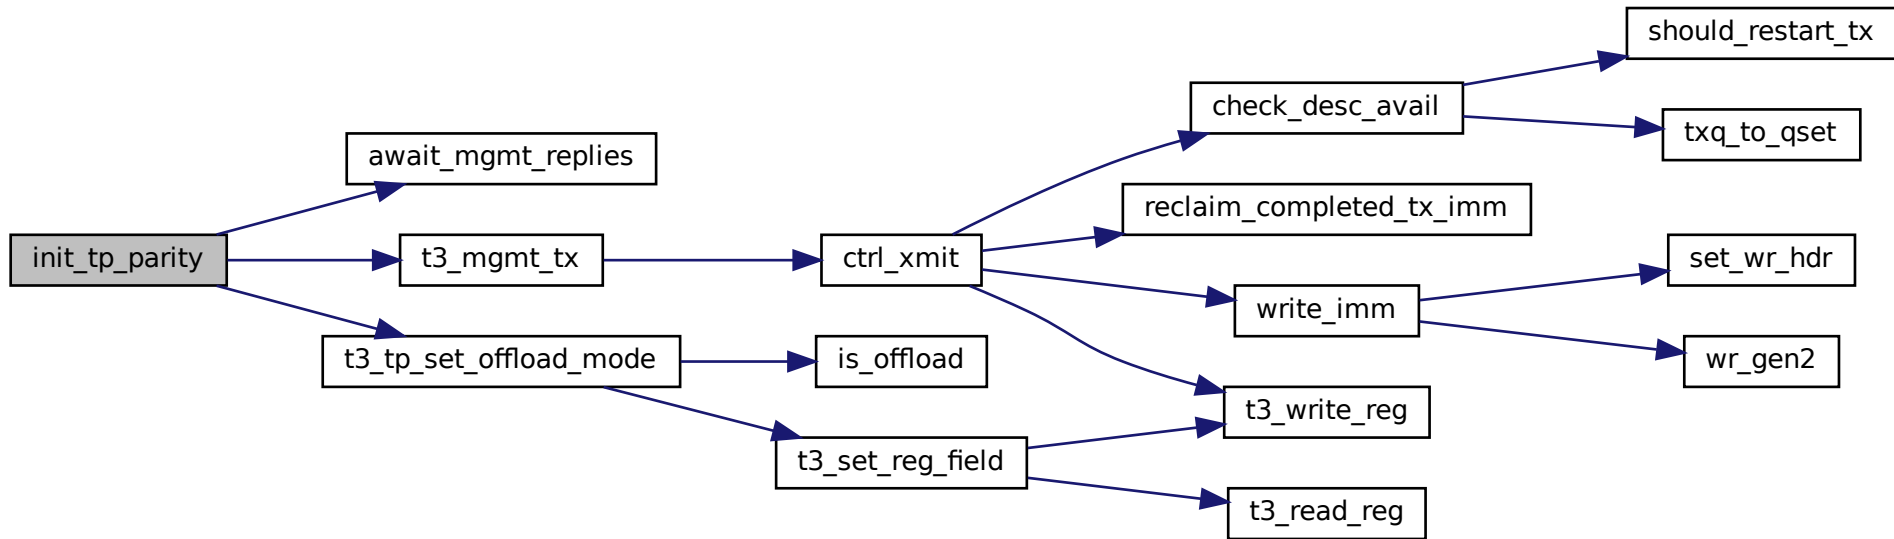 init_tp_parity
await_mgmt_replies
t3_mgmt_tx
t3_tp_set_offload_mode
ctrl_xmit
is_offload
t3_set_reg_field
check_desc_avail
reclaim_completed_tx_imm
write_imm
t3_write_reg
t3_read_reg
should_restart_tx
txq_to_qset
set_wr_hdr
wr_gen2